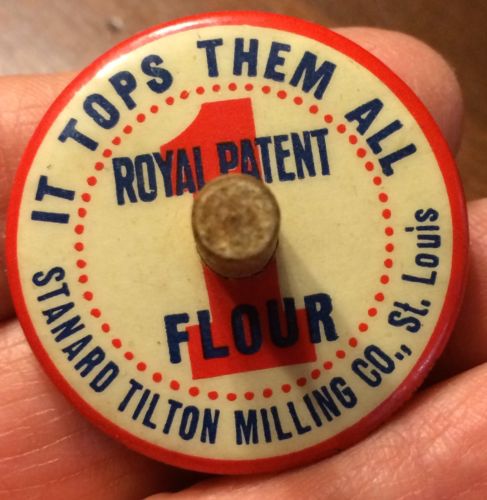 IT TOPS THEM ALL
1
ROYAL PATENT
FLOUR
STANARD TILTON MILLING CO., St. Louis